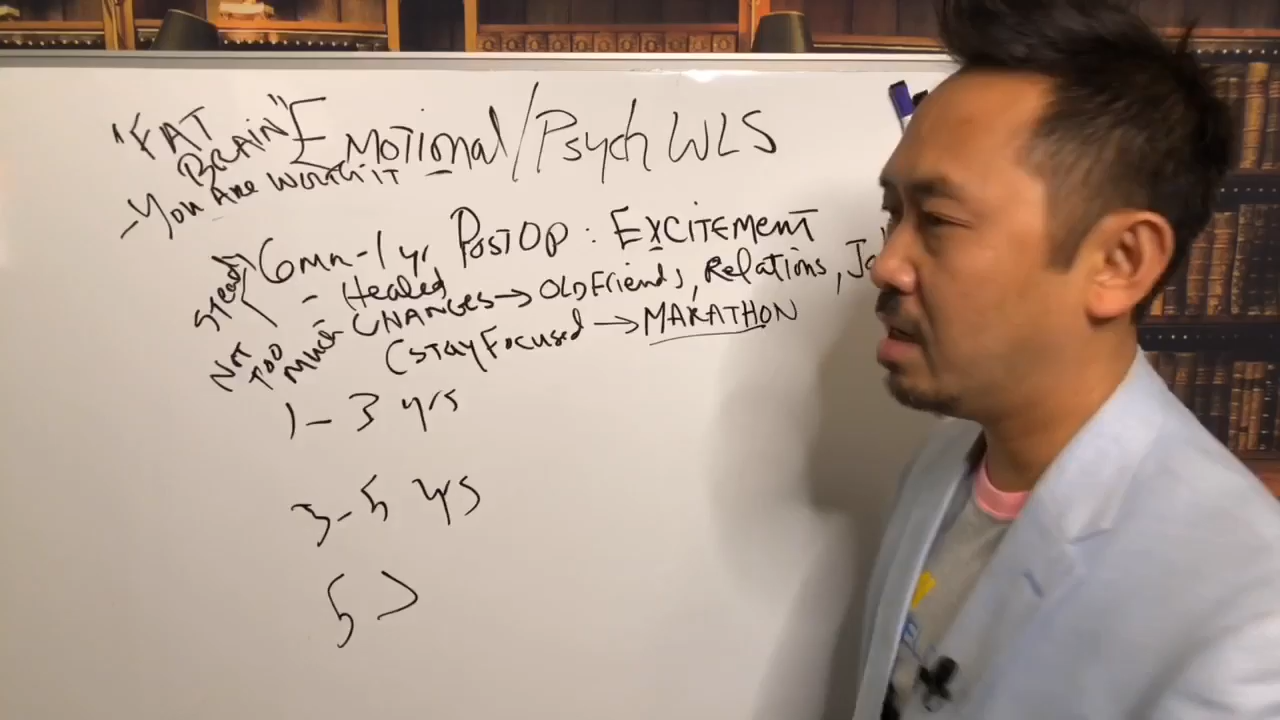 "FAT
BRAIN"
Emotional/Psych WLS
-You Are Worth IT
Steady
6mn-1 yr PostOp: EXCITEMENT
- Healed
CHANGES→OLD Friends, Relations, Jo
NOT TOO Much
(Stay Focused → MARATHON
1-3 yrs
3-5 yrs
5>